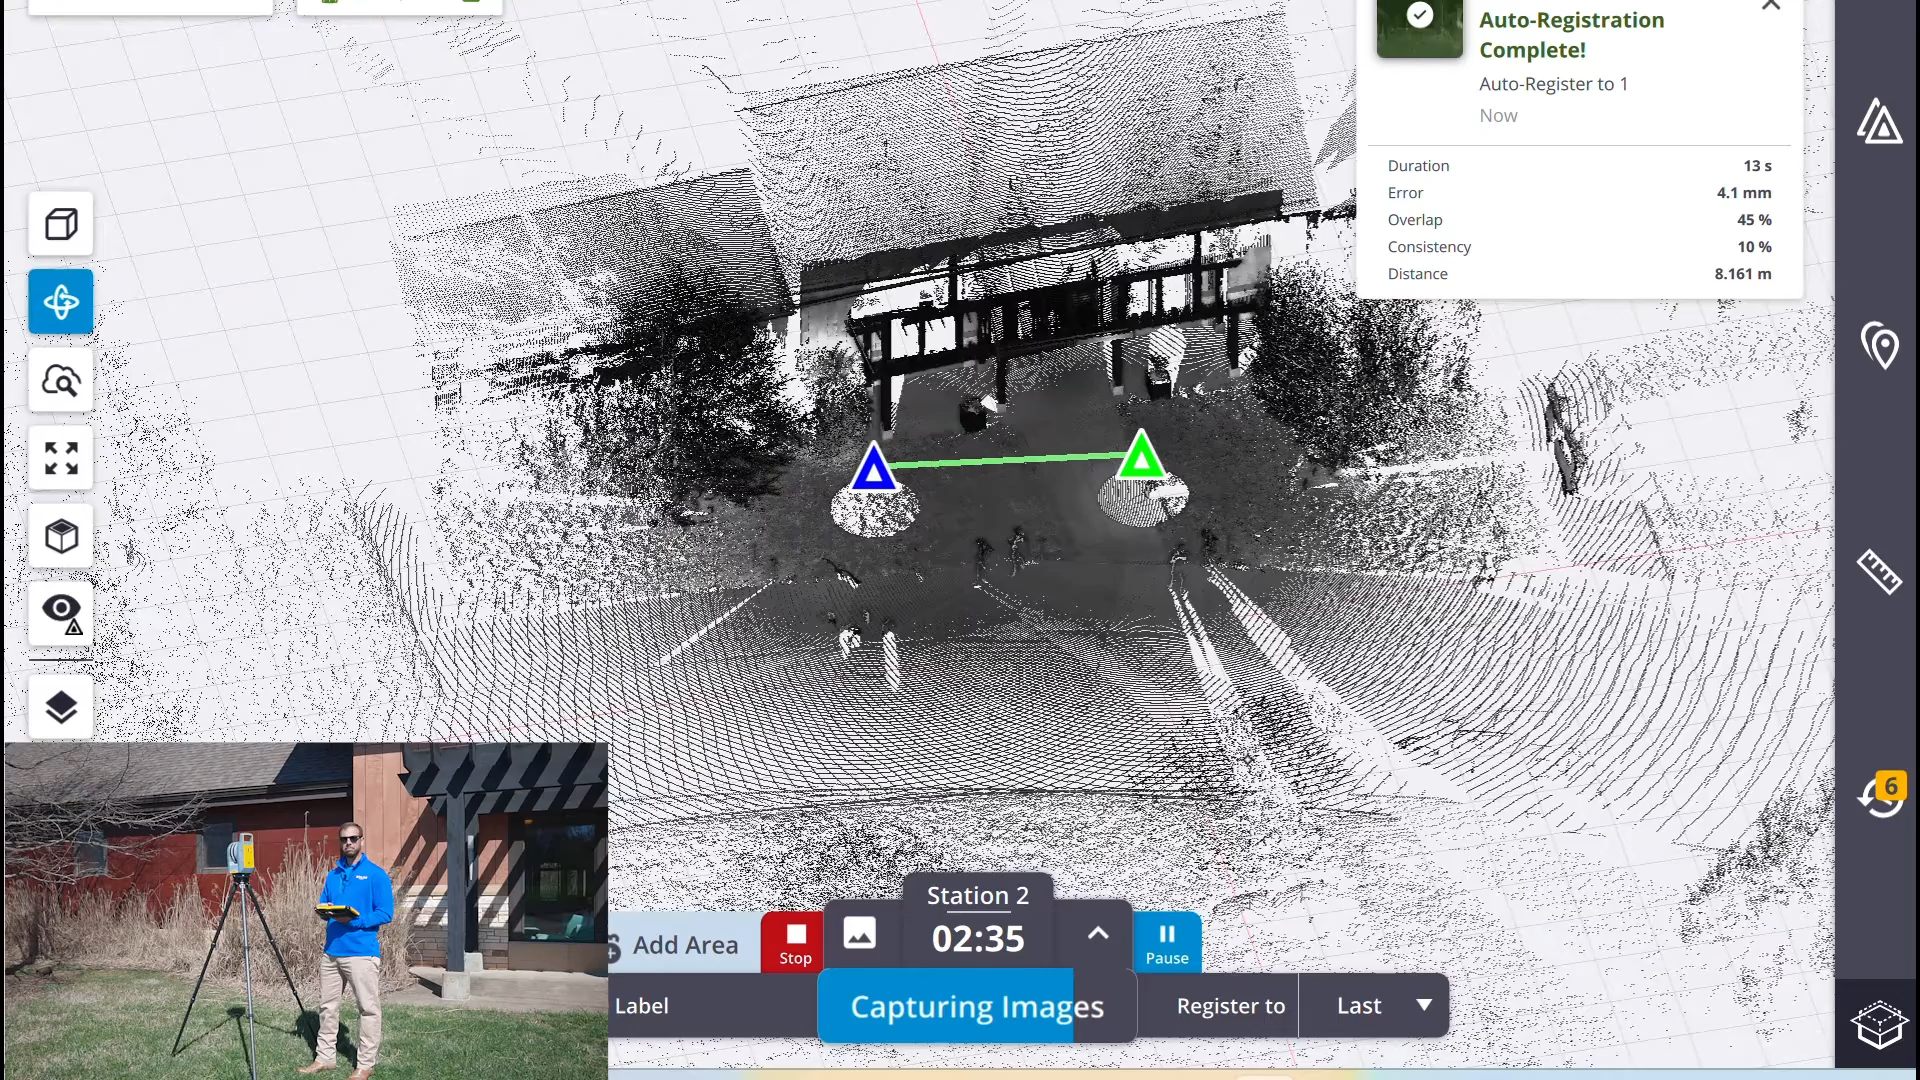 Auto-Registration
Complete!
Auto-Register to 1
Now
Duration 13 s
Error 4.1 mm
Overlap 45 %
Consistency 10 %
Distance 8.161 m
6
Station 2
02:35
Add Area
Stop
Pause
Label
Capturing Images
Register to
Last